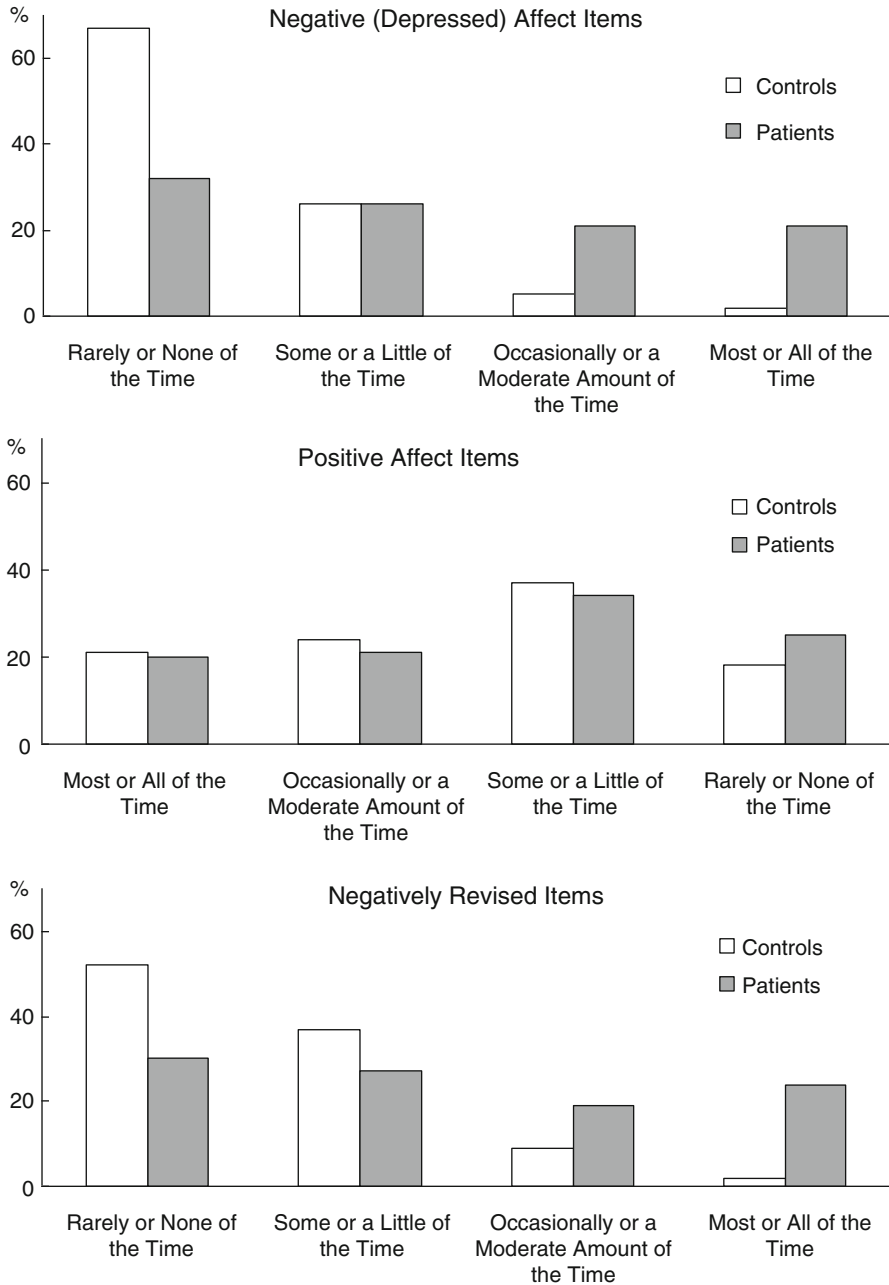 %
Negative (Depressed) Affect Items
60
40
20
0
Controls
Patients
Rarely or None of
the Time
Some or a Little of
the Time
Occasionally or a
Moderate Amount of
the Time
Most or All of the
Time
%
Positive Affect Items
60
40
20
0
Controls
Patients
Most or All of the
Time
Occasionally or a
Moderate Amount of
the Time
Some or a Little of
the Time
Rarely or None of
the Time
%
Negatively Revised Items
60
40
20
0
Controls
Patients
Rarely or None of
the Time
Some or a Little of
the Time
Occasionally or a
Moderate Amount of
the Time
Most or All of the
Time